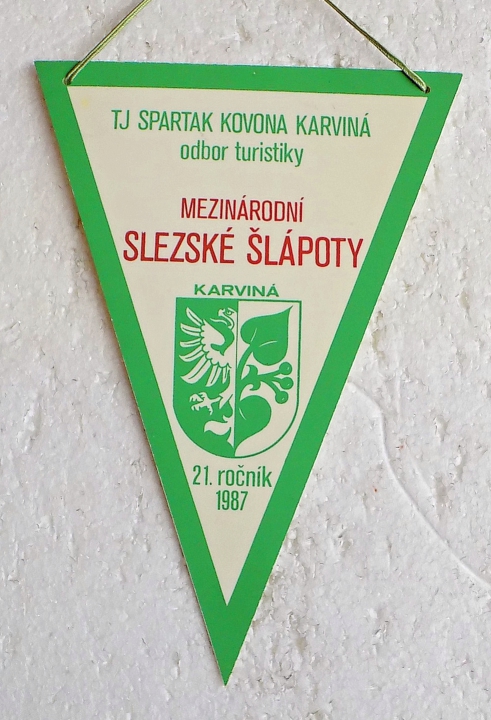 TJ SPARTAK KOVONA KARVINÁ
odbor turistiky
MEZINÁRODNÍ
SLEZSKÉ ŠLÁPOTY
KARVINÁ
21. ročník
1987